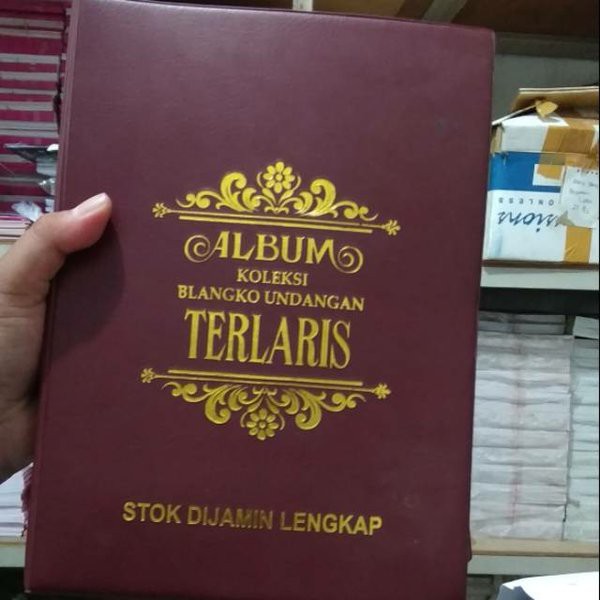 ALBUM
KOLEKSI
BLANGKO UNDANGAN
TERLARIS
STOK DIJAMIN LENGKAP